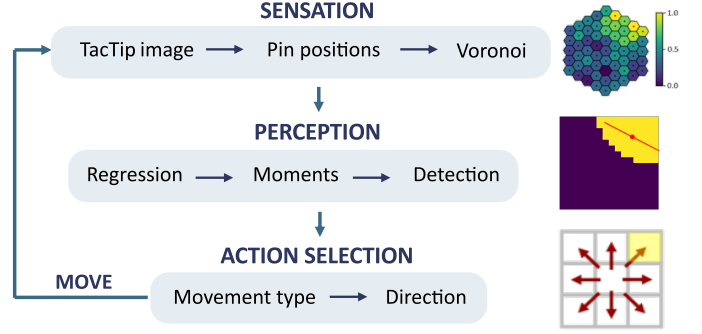 SENSATION
TacTip image Pin positions Voronoi
1.0
0.5
0.0
PERCEPTION
Regression Moments Detection
ACTION SELECTION
MOVE
Movement type Direction